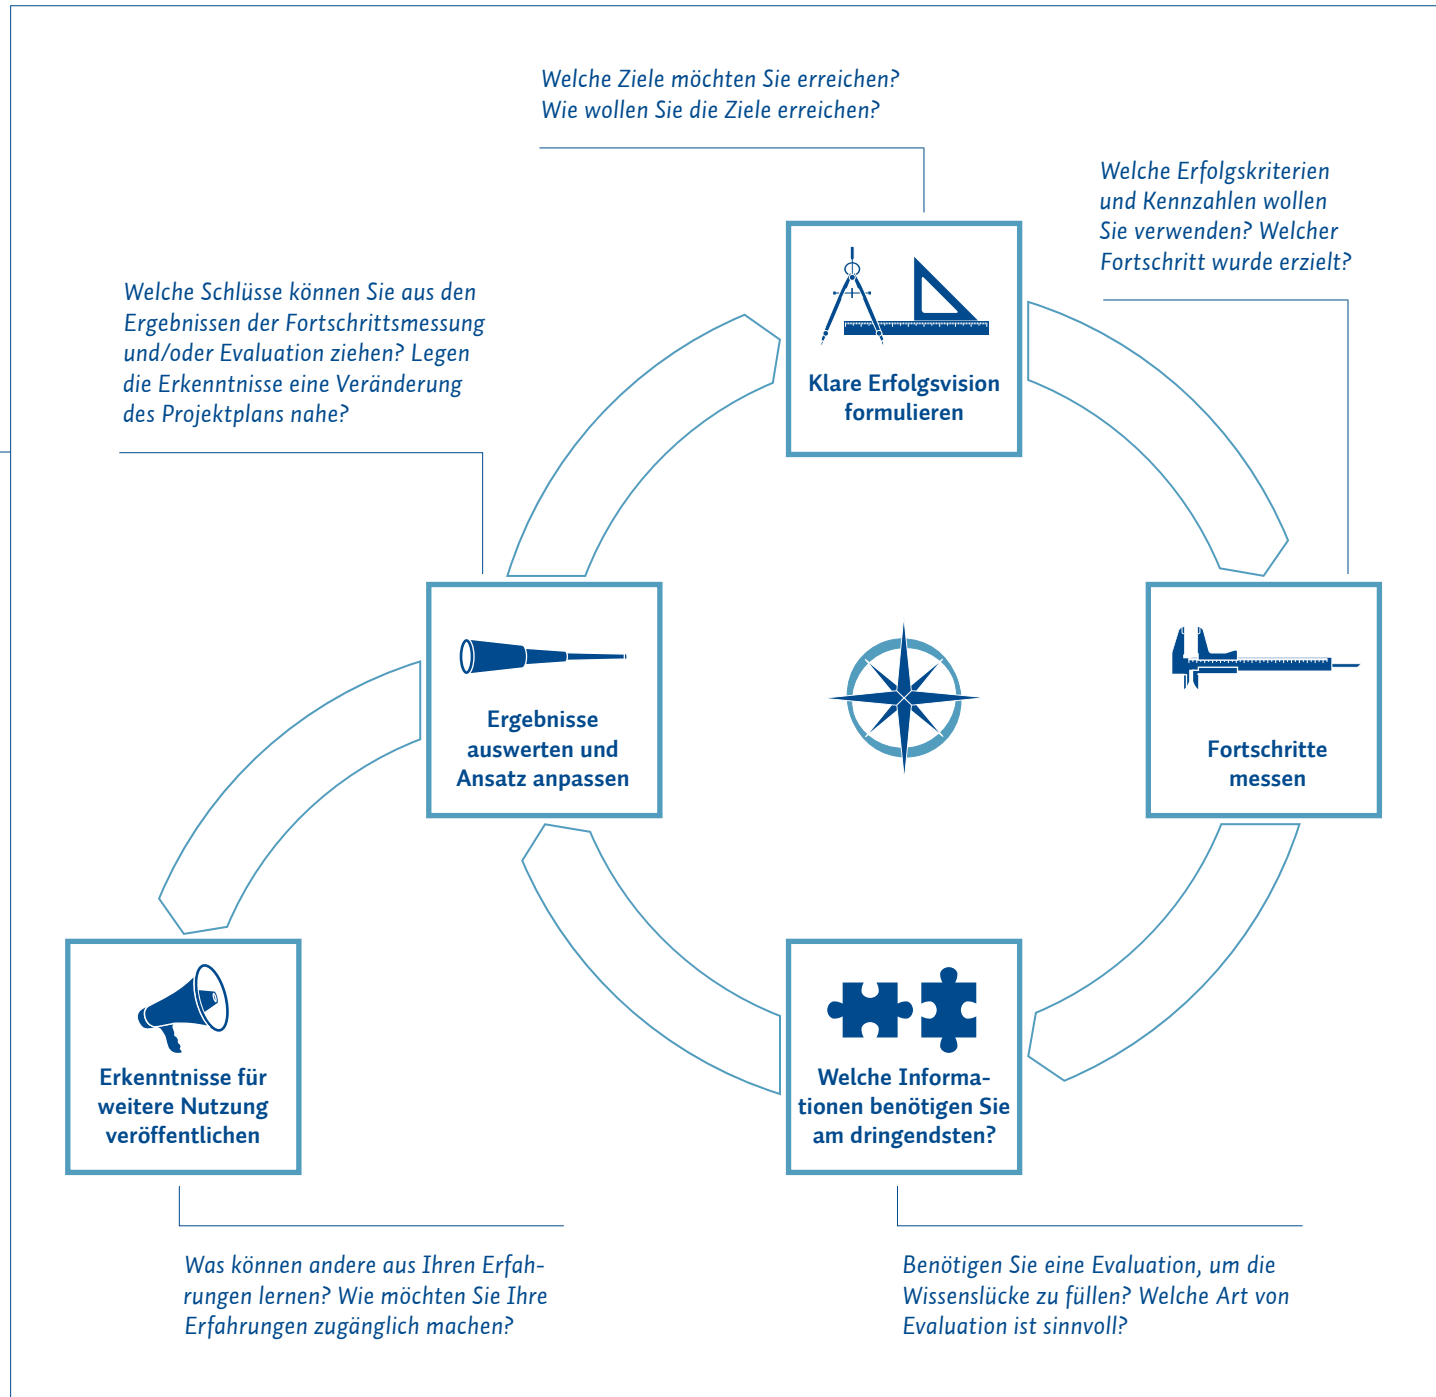 Welche Ziele möchten Sie erreichen?
Wie wollen Sie die Ziele erreichen?
Welche Erfolgskriterien
und Kennzahlen wollen
Sie verwenden? Welcher
Fortschritt wurde erzielt?
Welche Schlüsse können Sie aus den
Ergebnissen der Fortschrittsmessung
und/oder Evaluation ziehen? Legen
die Erkenntnisse eine Veränderung
des Projektplans nahe?
Klare Erfolgsvision
formulieren
Ergebnisse
auswerten und
Ansatz anpassen
Fortschritte
messen
Erkenntnisse für
weitere Nutzung
veröffentlichen
Welche Informa-
tionen benötigen Sie
am dringendsten?
Was können andere aus Ihren Erfah-
rungen lernen? Wie möchten Sie Ihre
Erfahrungen zugänglich machen?
Benötigen Sie eine Evaluation, um die
Wissenslücke zu füllen? Welche Art von
Evaluation ist sinnvoll?